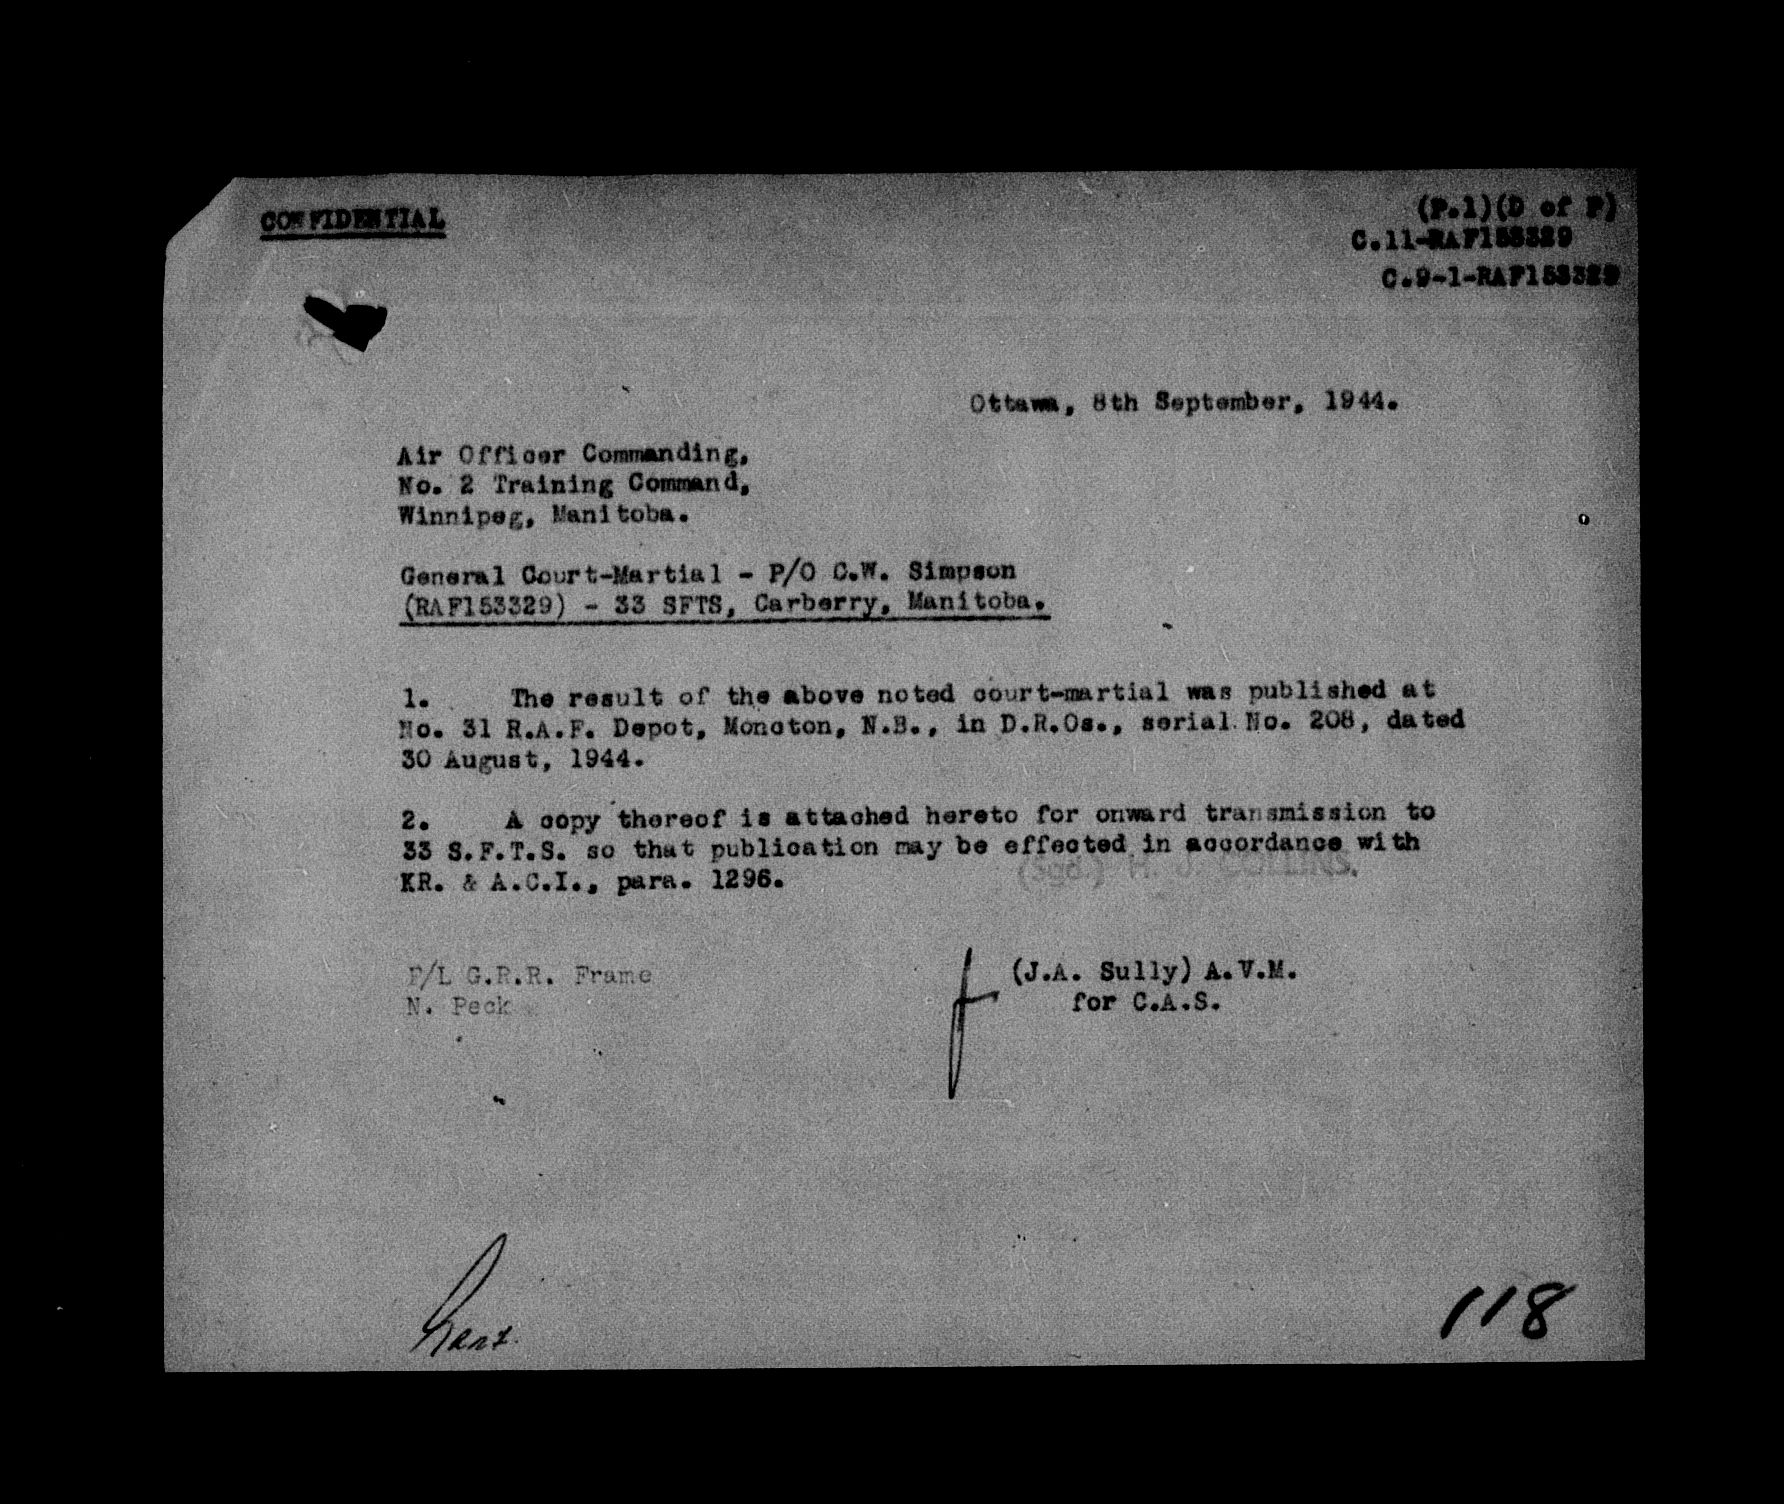 CONFIDENTIAL
(P.1)(D of P)
C.11-RAF153329
C.9-1-RAF153329
Ottawa, 8th September, 1944.
Air Officer Commanding,
No. 2 Training Command,
Winnipeg, Manitoba.
General Court-Martial - P/O C.W. Simpson
(RAF153329) - 33 SFTS, Carberry, Manitoba.
1. The result of the above noted court-martial was published at
No. 31 R.A.F. Depot, Moncton, N.B., in D.R.Os., serial No. 208, dated
30 August, 1944.
2. A copy thereof is attached hereto for onward transmission to
33 S.F.T.S. so that publication may be effected in accordance with
KR. & A.C.I., para. 1296.
(Sgd.) H. J. COLLINS.
F/L G.R.R. Frame
N. Peck
(J.A. Sully) A.V.M.
for C.A.S.
118